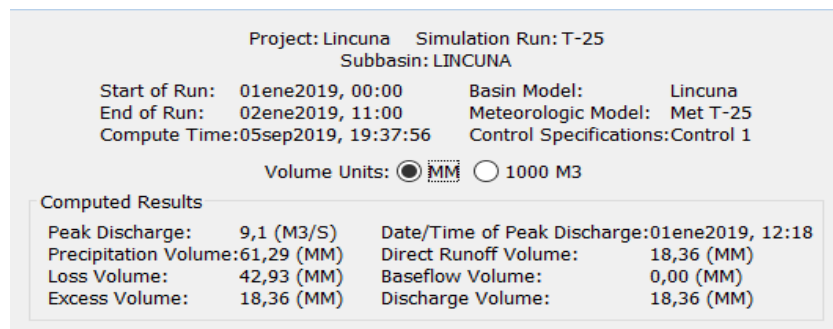 Project: Lincuna Simulation Run: T-25
Subbasin: LINCUNA
Start of Run: 01ene2019, 00:00 Basin Model: Lincuna
End of Run: 02ene2019, 11:00 Meteorologic Model: Met T-25
Compute Time:05sep2019, 19:37:56 Control Specifications:Control 1
Volume Units: MM 1000 M3
Computed Results
Peak Discharge: 9,1 (M3/S) Date/Time of Peak Discharge:01ene2019, 12:18
Precipitation Volume:61,29 (MM) Direct Runoff Volume: 18,36 (MM)
Loss Volume: 42,93 (MM) Baseflow Volume: 0,00 (MM)
Excess Volume: 18,36 (MM) Discharge Volume: 18,36 (MM)